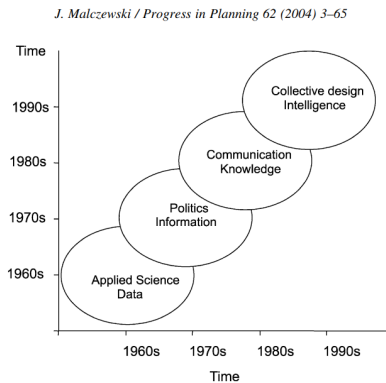 J. Malczewski / Progress in Planning 62 (2004) 3–65
Time
Collective design
Intelligence
1990s
Communication
Knowledge
1980s
Politics
Information
1970s
1960s
Applied Science
Data
1960s 1970s 1980s 1990s
Time